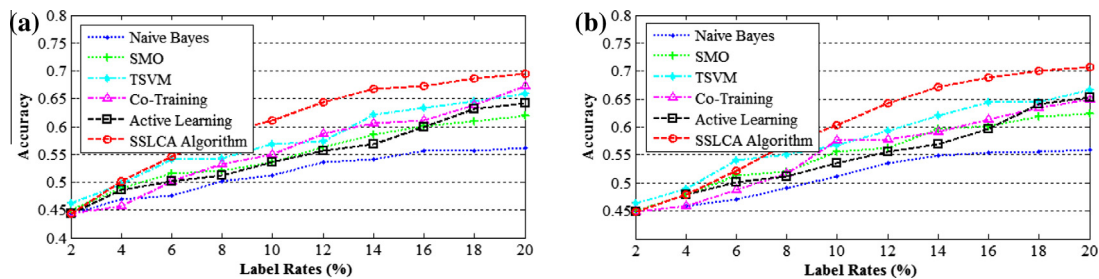 (a)
Accuracy
0.8
0.75
0.7
0.65
0.6
0.55
0.5
0.45
0.4
Naive Bayes
SMO
TSVM
Co-Training
Active Learning
SSLCA Algorithm
2 4 6 8 10 12 14 16 18 20
Label Rates (%)
(b)
Accuracy
0.8
0.75
0.7
0.65
0.6
0.55
0.5
0.45
0.4
Naive Bayes
SMO
TSVM
Co-Training
Active Learning
SSLCA Algorithm
2 4 6 8 10 12 14 16 18 20
Label Rates (%)